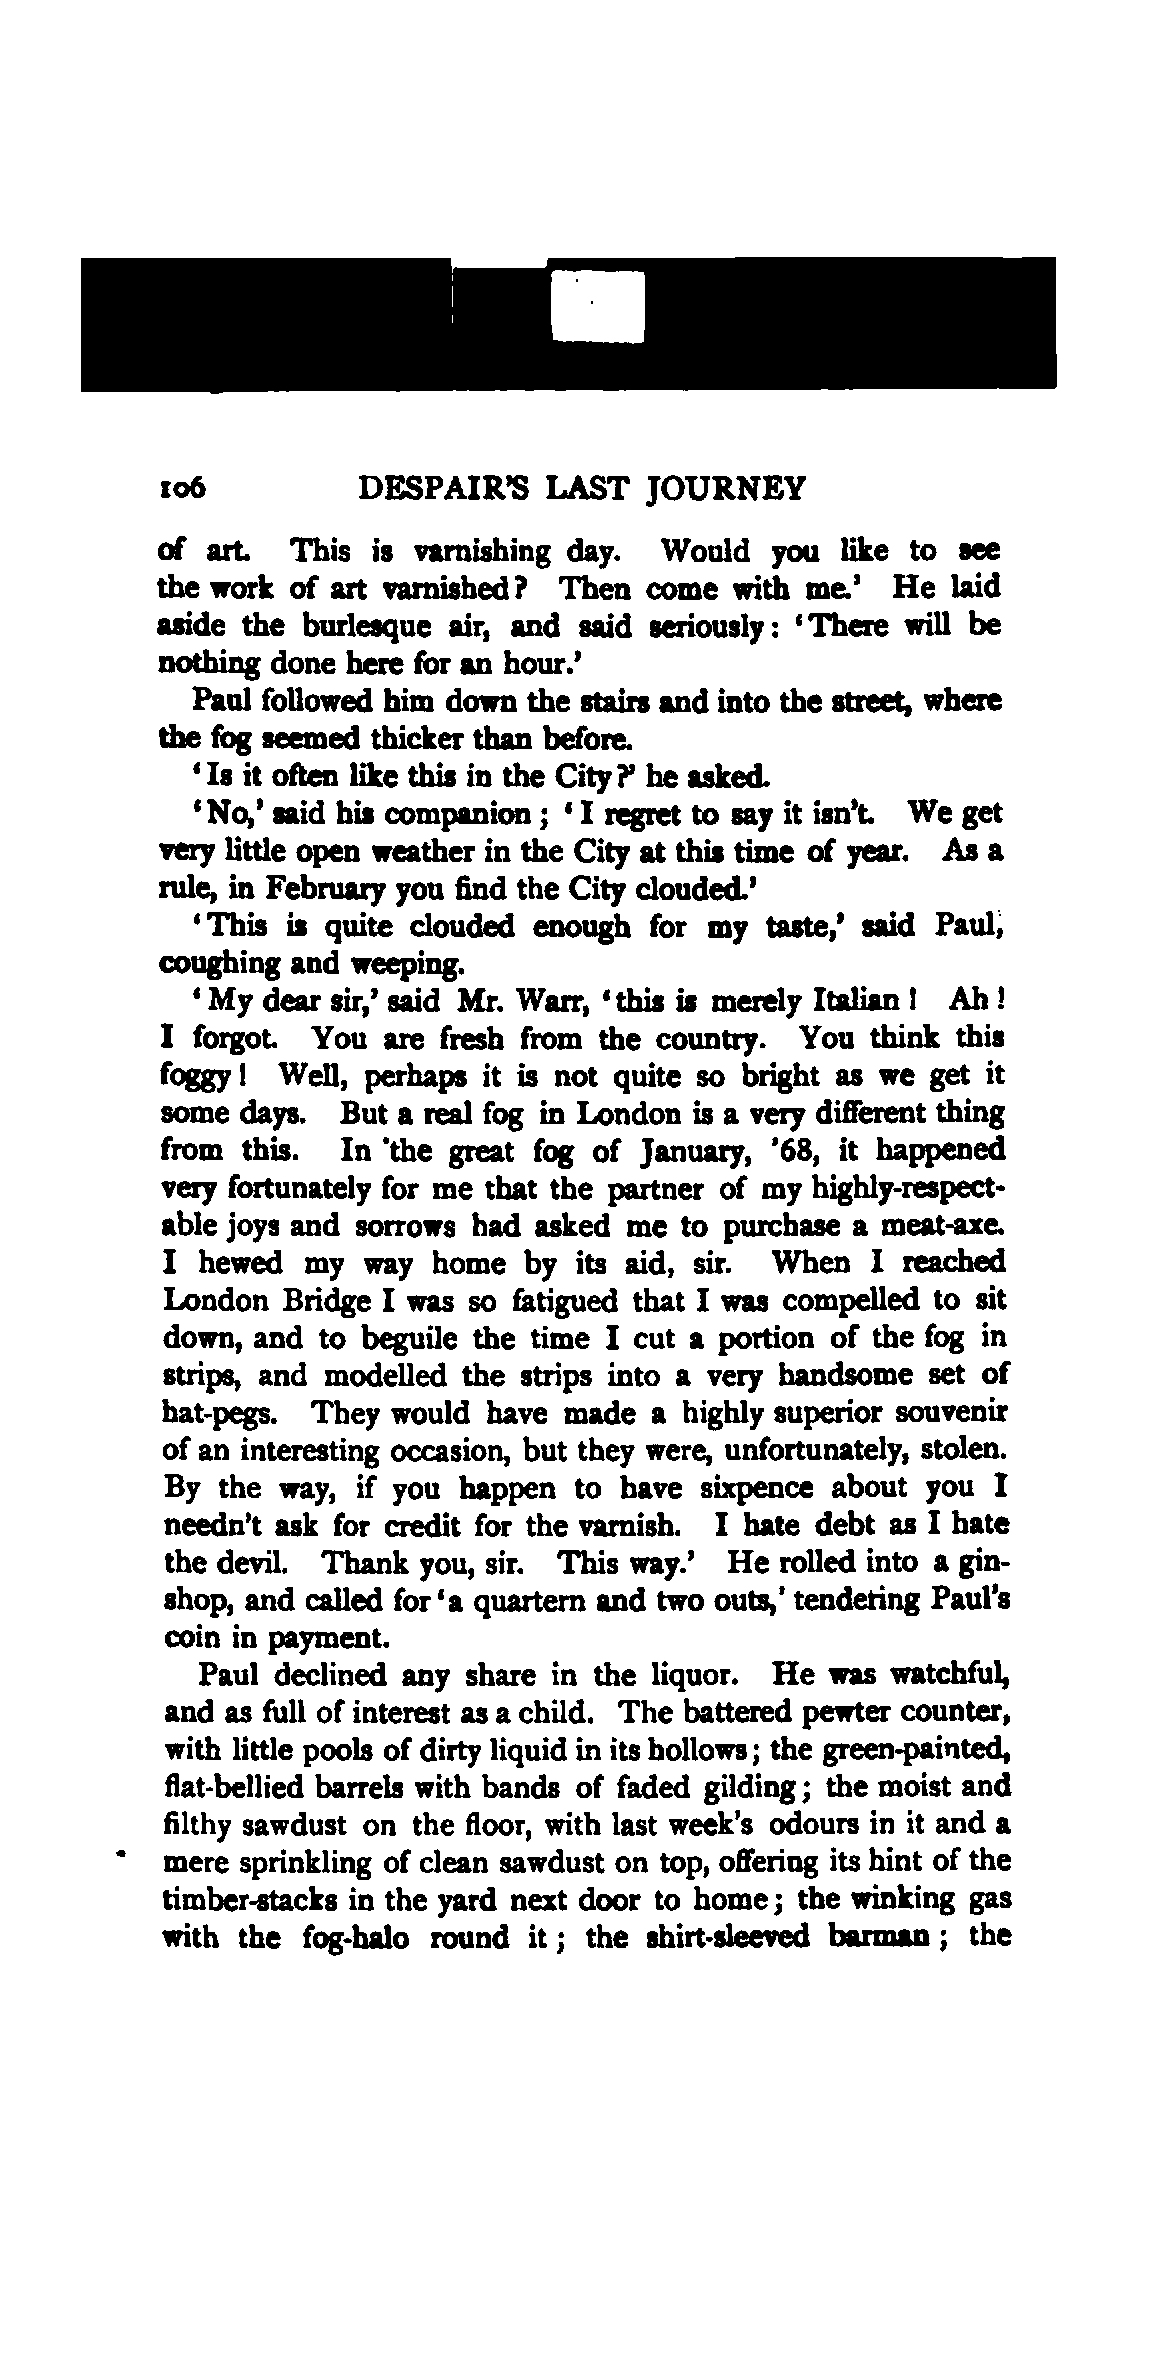 106 DESPAIR'S LAST JOURNEY
of art. This is varnishing day. Would you like to see
the work of art varnished? Then come with me.' He laid
aside the burlesque air, and said seriously: 'There will be
nothing done here for an hour.'
Paul followed him down the stairs and into the street, where
the fog seemed thicker than before.
'Is it often like this in the City?' he asked.
'No,' said his companion; 'I regret to say it isn't. We get
very little open weather in the City at this time of year. As a
rule, in February you find the City clouded.'
'This is quite clouded enough for my taste,' said Paul,
coughing and weeping.
'My dear sir,' said Mr. Warr, 'this is merely Italian! Ah!
I forgot. You are fresh from the country. You think this
foggy! Well, perhaps it is not quite so bright as we get it
some days. But a real fog in London is a very different thing
from this. In the great fog of January, '68, it happened
very fortunately for me that the partner of my highly-respect-
able joys and sorrows had asked me to purchase a meat-axe.
I hewed my way home by its aid, sir. When I reached
London Bridge I was so fatigued that I was compelled to sit
down, and to beguile the time I cut a portion of the fog in
strips, and modelled the strips into a very handsome set of
hat-pegs. They would have made a highly superior souvenir
of an interesting occasion, but they were, unfortunately, stolen.
By the way, if you happen to have sixpence about you I
needn't ask for credit for the varnish. I hate debt as I hate
the devil. Thank you, sir. This way.' He rolled into a gin-
shop, and called for 'a quartern and two outs,' tendering Paul's
coin in payment.
Paul declined any share in the liquor. He was watchful,
and as full of interest as a child. The battered pewter counter,
with little pools of dirty liquid in its hollows; the green-painted,
flat-bellied barrels with bands of faded gilding; the moist and
filthy sawdust on the floor, with last week's odours in it and a
mere sprinkling of clean sawdust on top, offering its hint of the
timber-stacks in the yard next door to home; the winking gas
with the fog-halo round it; the shirt-sleeved barman; the